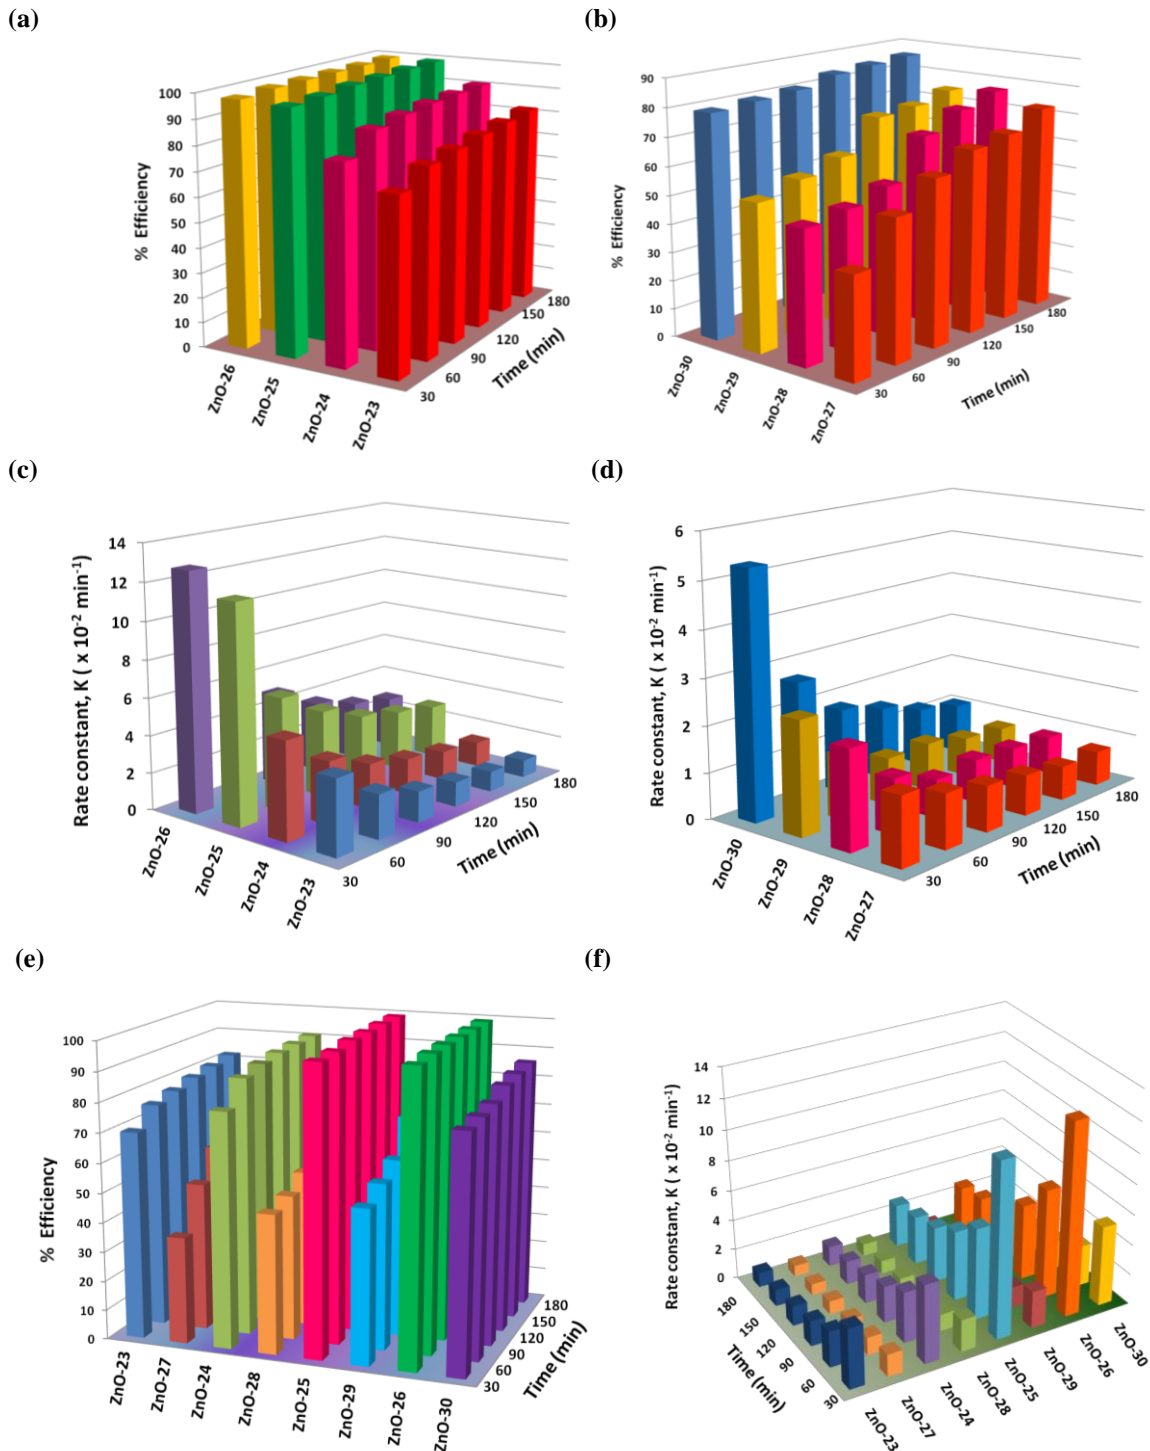 (a)
% Efficiency
100
90
80
70
60
50
40
30
20
10
0
ZnO-26
ZnO-25
ZnO-24
ZnO-23
30
60
90
120
150
180
Time (min)
(b)
% Efficiency
90
80
70
60
50
40
30
20
10
0
ZnO-30
ZnO-29
ZnO-28
ZnO-27
30
60
90
120
150
180
Time (min)
(c)
Rate constant, K ( x 10⁻² min⁻¹)
14
12
10
8
6
4
2
0
ZnO-26
ZnO-25
ZnO-24
ZnO-23
30
60
90
120
150
180
Time (min)
(d)
Rate constant, K ( x 10⁻² min⁻¹)
6
5
4
3
2
1
0
ZnO-30
ZnO-29
ZnO-28
ZnO-27
30
60
90
120
150
180
Time (min)
(e)
% Efficiency
100
90
80
70
60
50
40
30
20
10
0
ZnO-23
ZnO-27
ZnO-24
ZnO-28
ZnO-25
ZnO-29
ZnO-26
ZnO-30
30
60
90
120
150
180
Time (min)
(f)
Rate constant, K ( x 10⁻² min⁻¹)
14
12
10
8
6
4
2
0
180
150
120
90
60
30
Time (min)
ZnO-23
ZnO-27
ZnO-24
ZnO-28
ZnO-25
ZnO-29
ZnO-26
ZnO-30